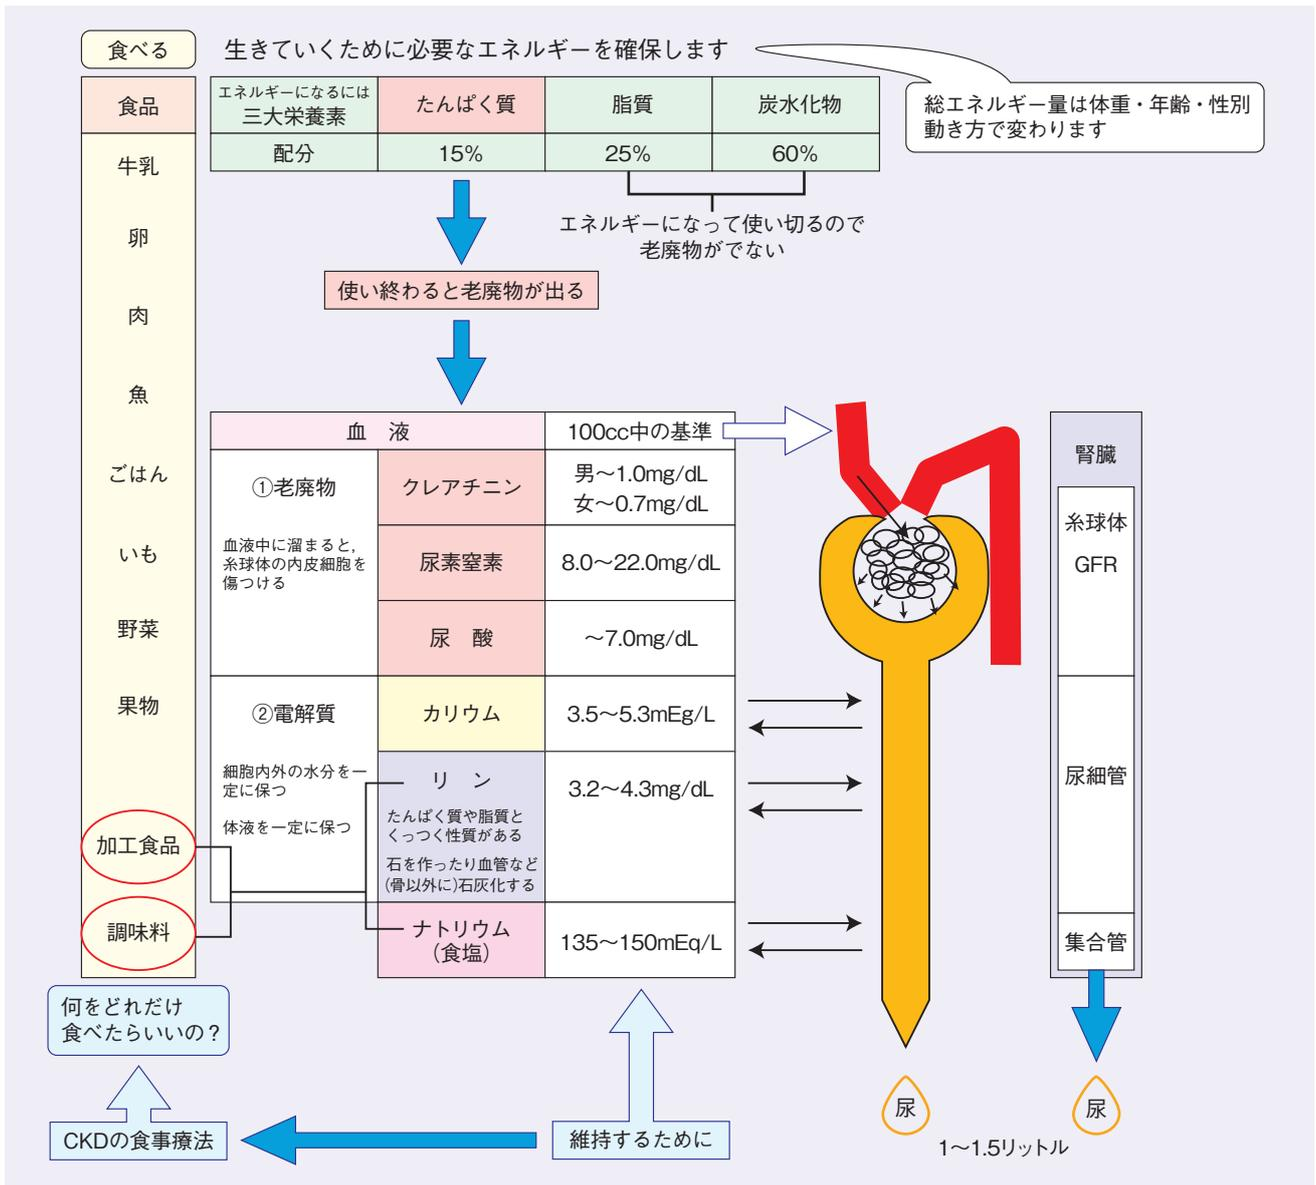 食べる
生きていくために必要なエネルギーを確保します
総エネルギー量は体重・年齢・性別
動き方で変わります
食品
牛乳
卵
肉
魚
ごはん
いも
野菜
果物
加工食品
調味料
エネルギーになるには
三大栄養素
たんぱく質
脂質
炭水化物
配分
15%
25%
60%
エネルギーになって使い切るので
老廃物がでない
使い終わると老廃物が出る
血　液
100cc中の基準
①老廃物
血液中に溜まると，
糸球体の内皮細胞を
傷つける
クレアチニン
男〜1.0mg/dL
女〜0.7mg/dL
尿素窒素
8.0〜22.0mg/dL
尿　酸
〜7.0mg/dL
②電解質
細胞内外の水分を一
定に保つ
体液を一定に保つ
カリウム
3.5〜5.3mEg/L
リ　ン
たんぱく質や脂質と
くっつく性質がある
石を作ったり血管など
（骨以外に）石灰化する
3.2〜4.3mg/dL
ナトリウム
（食塩）
135〜150mEq/L
腎臓
糸球体
GFR
尿細管
集合管
尿
尿
1〜1.5リットル
何をどれだけ
食べたらいいの？
CKDの食事療法
維持するために